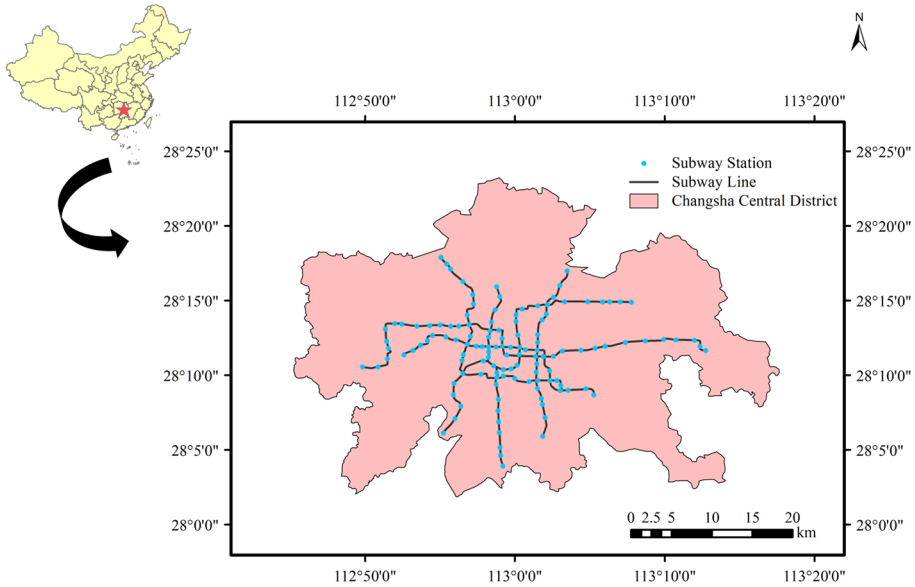 N
112°50'0" 113°0'0" 113°10'0" 113°20'0"
28°25'0" 28°25'0"
Subway Station
Subway Line
Changsha Central District
28°20'0" 28°20'0"
28°15'0" 28°15'0"
28°10'0" 28°10'0"
28°5'0" 28°5'0"
0 2.5 5 10 15 20
km
28°0'0" 28°0'0"
112°50'0" 113°0'0" 113°10'0" 113°20'0"